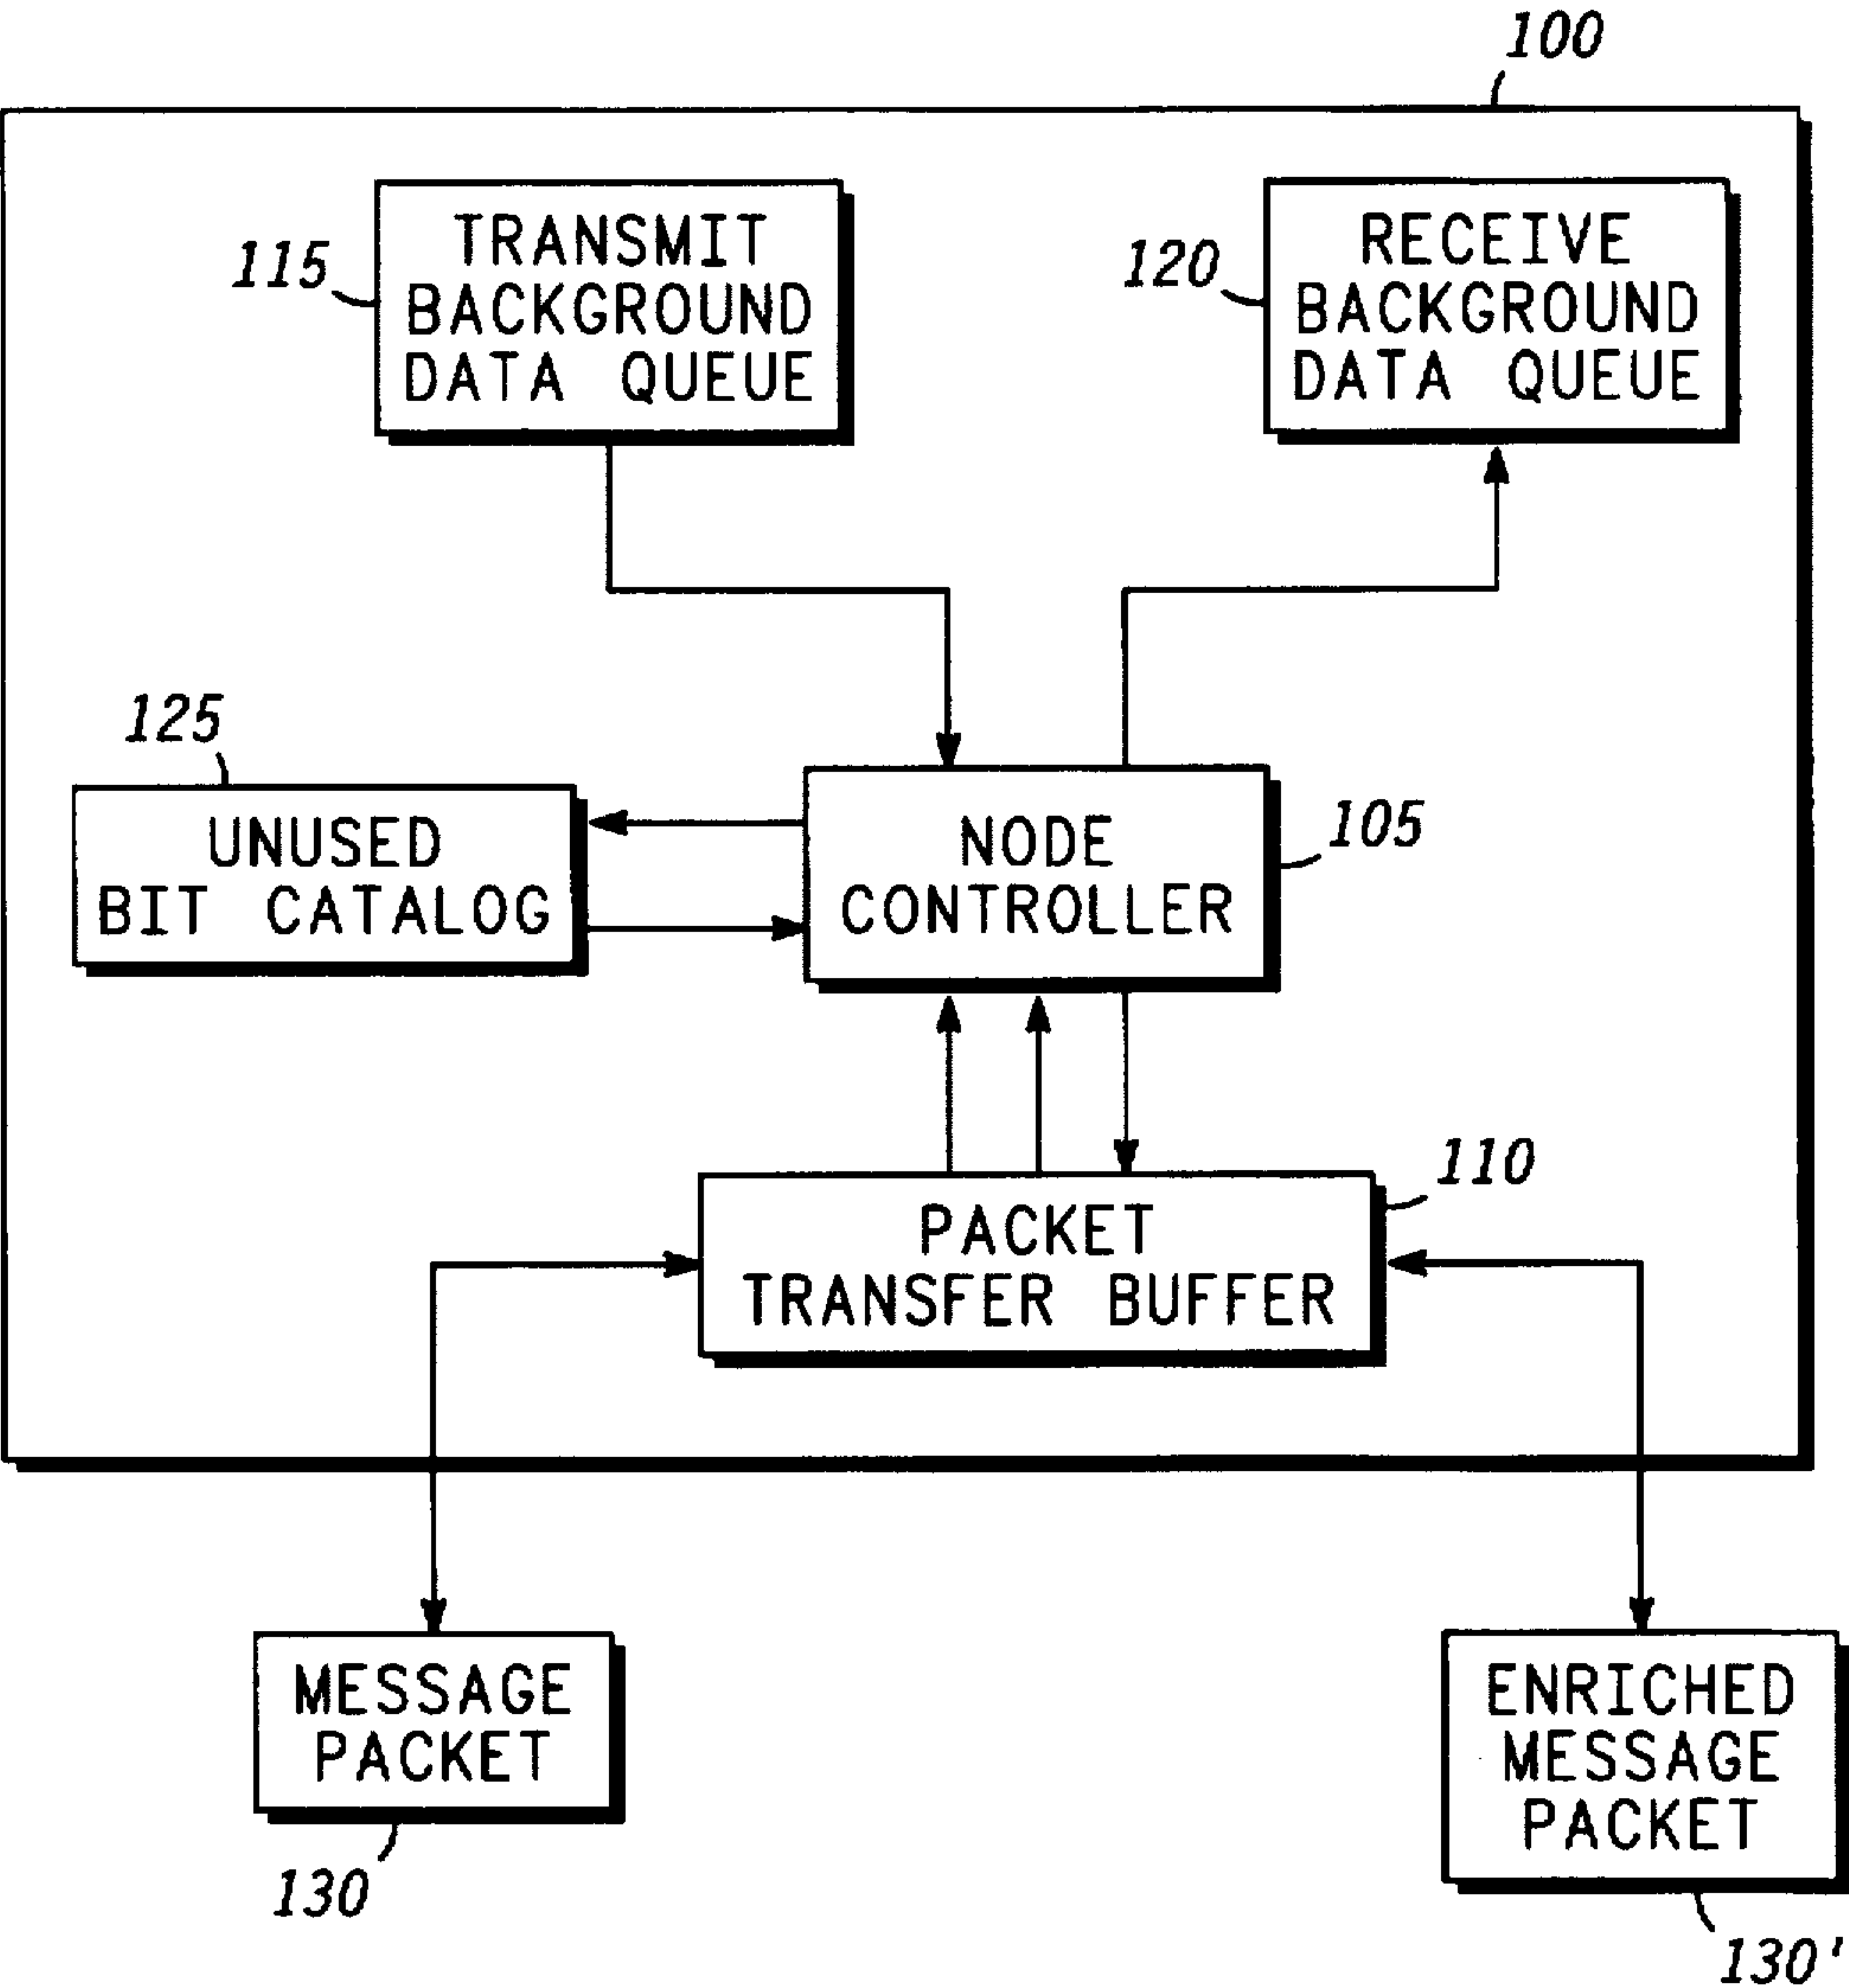 100
TRANSMIT
BACKGROUND
DATA QUEUE
115
RECEIVE
BACKGROUND
DATA QUEUE
120
125
UNUSED
BIT CATALOG
NODE
CONTROLLER
105
110
PACKET
TRANSFER BUFFER
MESSAGE
PACKET
130
ENRICHED
MESSAGE
PACKET
130'